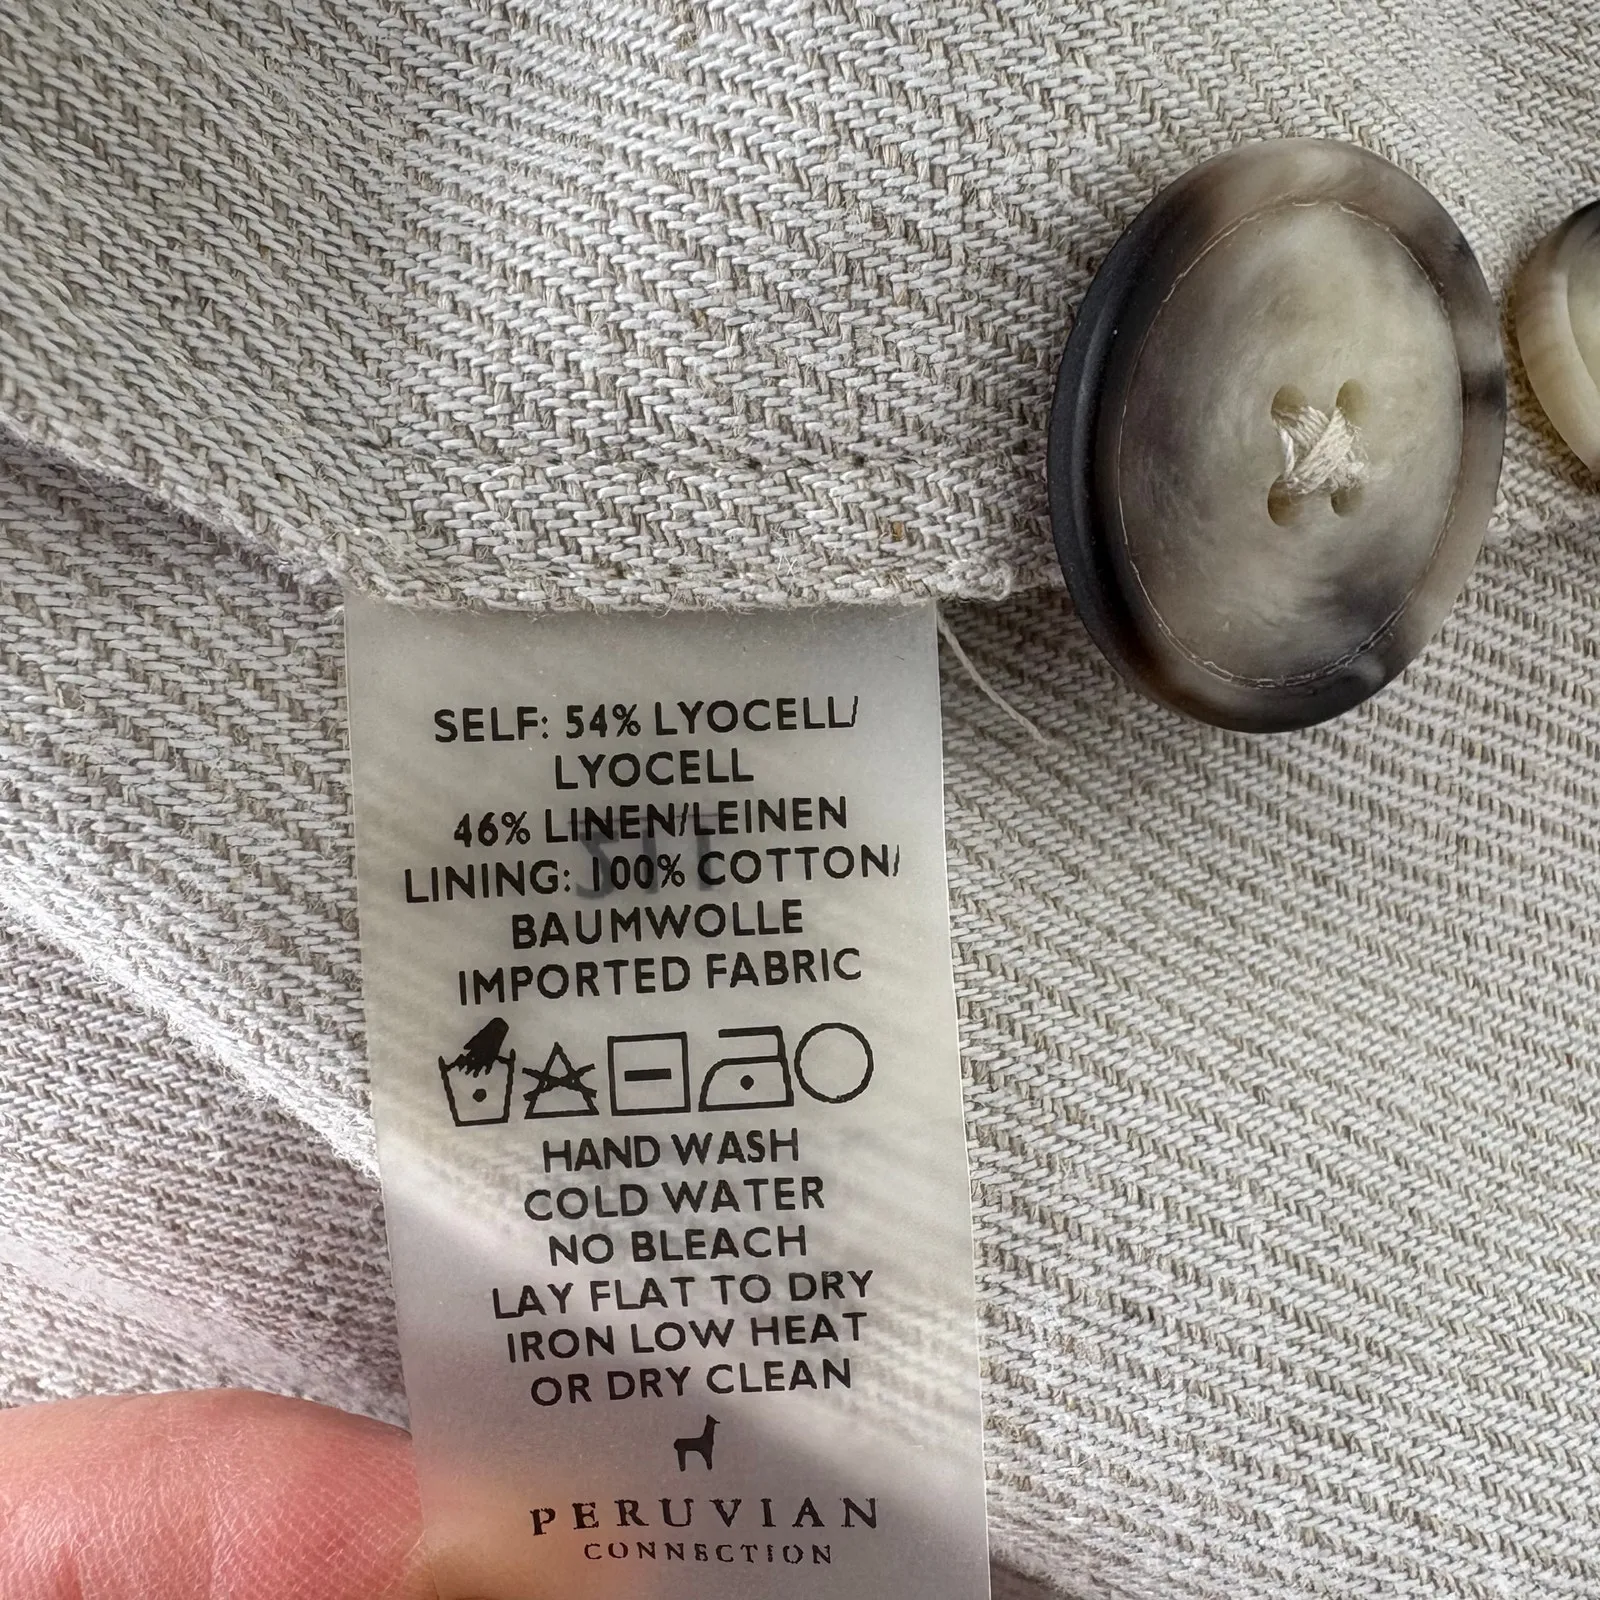 SELF: 54% LYOCELL/
LYOCELL
46% LINEN/LEINEN
LINING: 100% COTTON/
BAUMWOLLE
IMPORTED FABRIC
HAND WASH
COLD WATER
NO BLEACH
LAY FLAT TO DRY
IRON LOW HEAT
OR DRY CLEAN
PERUVIAN
CONNECTION